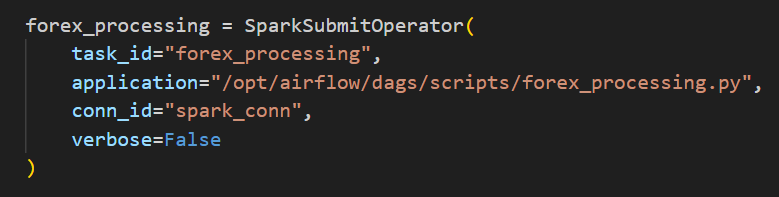 forex_processing = SparkSubmitOperator(
    task_id="forex_processing",
    application="/opt/airflow/dags/scripts/forex_processing.py",
    conn_id="spark_conn",
    verbose=False
)